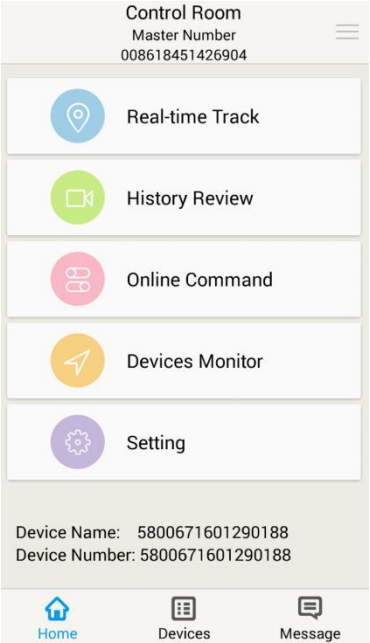 Control Room
Master Number
008618451426904
Real-time Track
History Review
Online Command
Devices Monitor
Setting
Device Name: 5800671601290188
Device Number: 5800671601290188
Home Devices Message